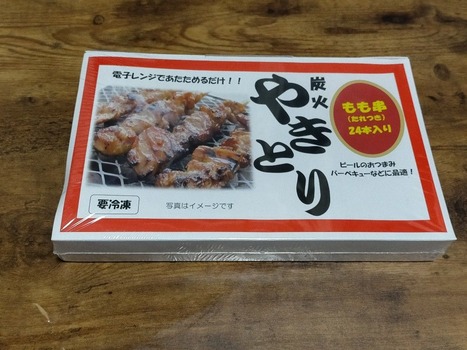 電子レンジであたためるだけ！！
炭火
やきとり
もも串
(たれつき)
24本入り
ビールのおつまみ
バーベキューなどに最適！
要冷凍
写真はイメージです